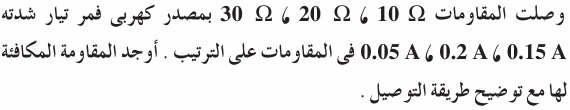 وصلت المقاومات 10 Ω ، 20 Ω ، 30 Ω بمصدر كهربى فمر تيار شدته
0.15 A ، 0.2 A ، 0.05 A فى المقاومات على الترتيب . أوجد المقاومة المكافئة
لها مع توضيح طريقة التوصيل .